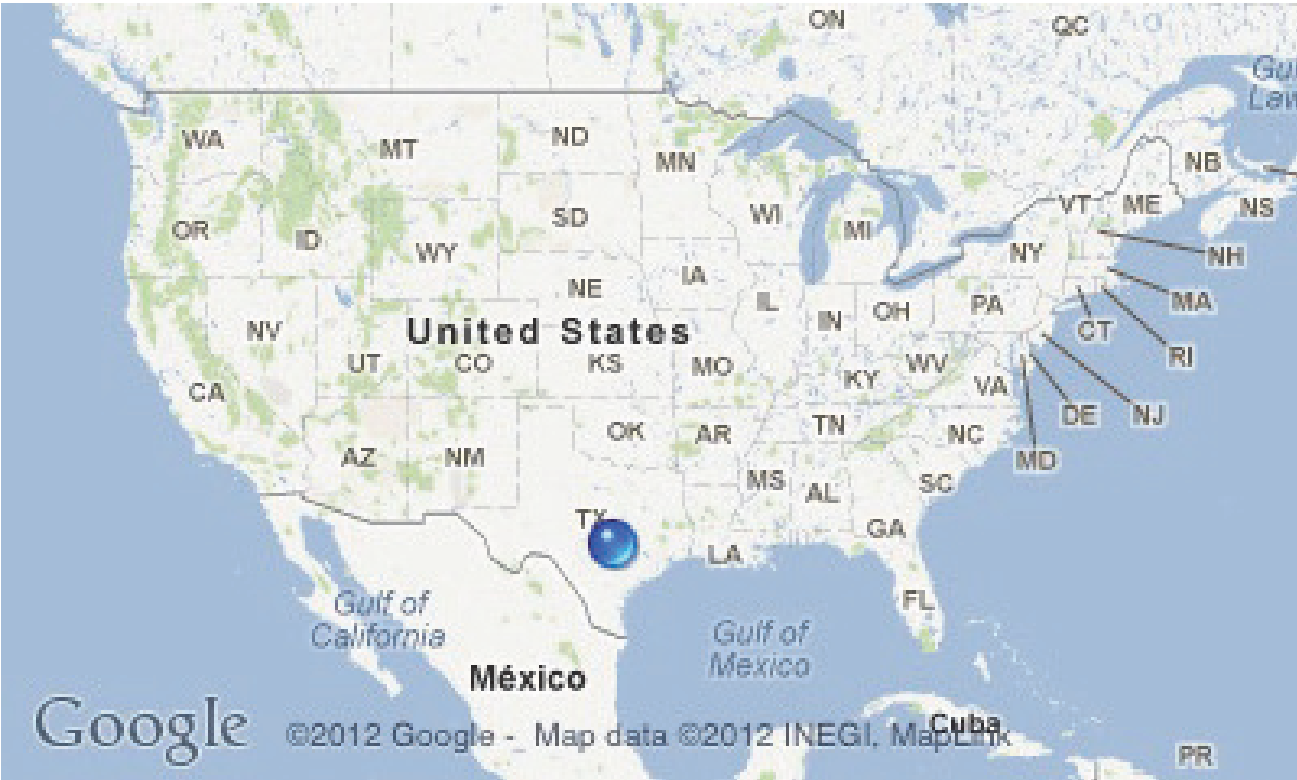 ON
QC
Gu
Law
WA
MT
ND
MN
NB
VT
ME
NS
OR
ID
SD
WI
MI
WY
NY
NH
IA
NE
IL
MA
PA
OH
IN
CT
NV
United States
RI
UT
CO
KS
MO
WV
KY
VA
CA
DE
NJ
TN
OK
AR
NC
AZ
NM
MD
MS
AL
SC
TX
GA
LA
FL
Gulf of
California
Gulf of
Mexico
México
Google
©2012 Google - Map data ©2012 INEGI, MapLink
Cuba
PR